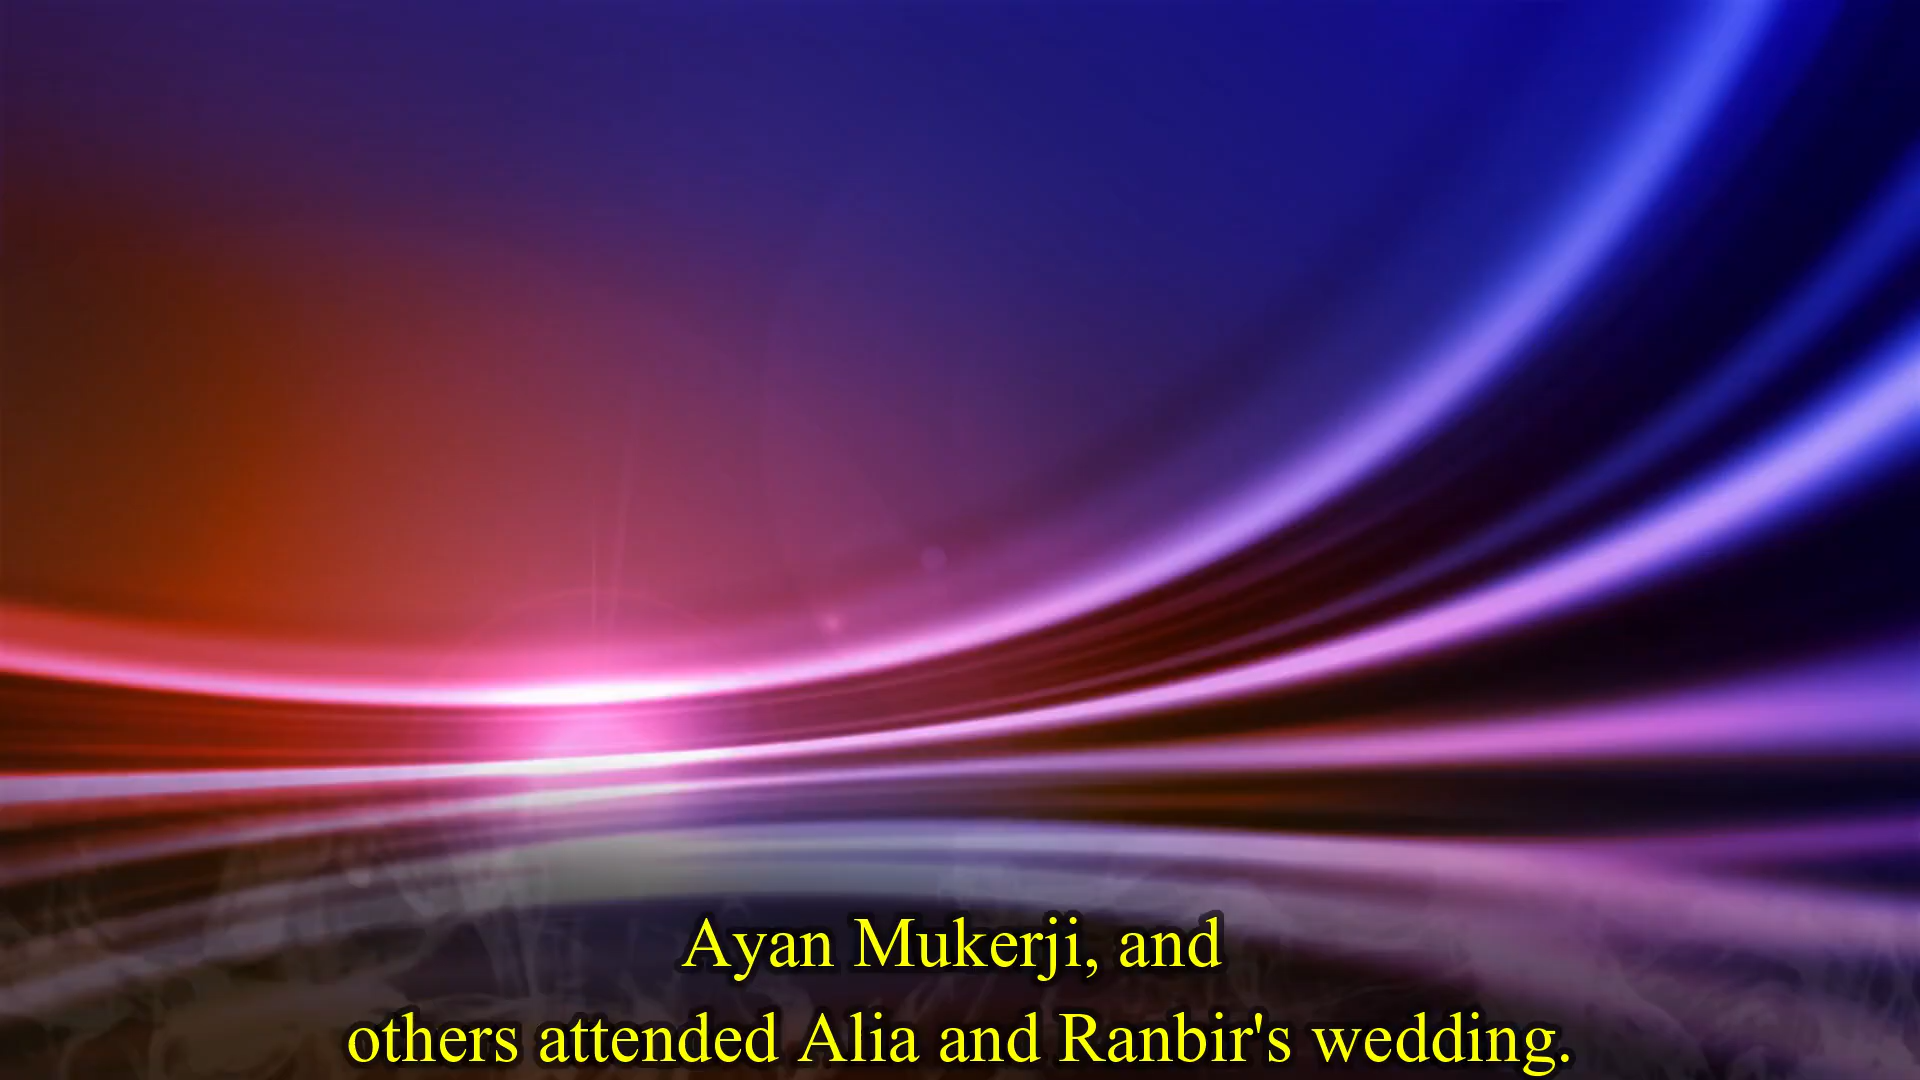 Ayan Mukerji, and
others attended Alia and Ranbir's wedding.